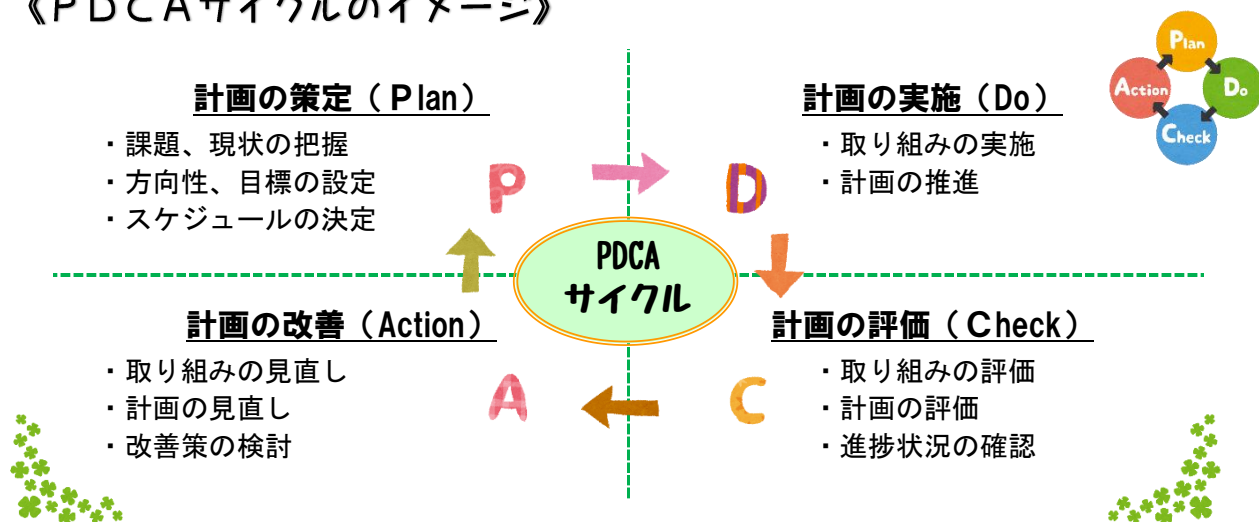 《ＰＤＣＡサイクルのイメージ》
計画の策定（Ｐlan）
・課題、現状の把握
・方向性、目標の設定
・スケジュールの決定
計画の実施（Do）
・取り組みの実施
・計画の推進
Plan
Do
Check
Action
P
D
PDCA
サイクル
計画の改善（Action）
・取り組みの見直し
・計画の見直し
・改善策の検討
計画の評価（Ｃheck）
・取り組みの評価
・計画の評価
・進捗状況の確認
A
C